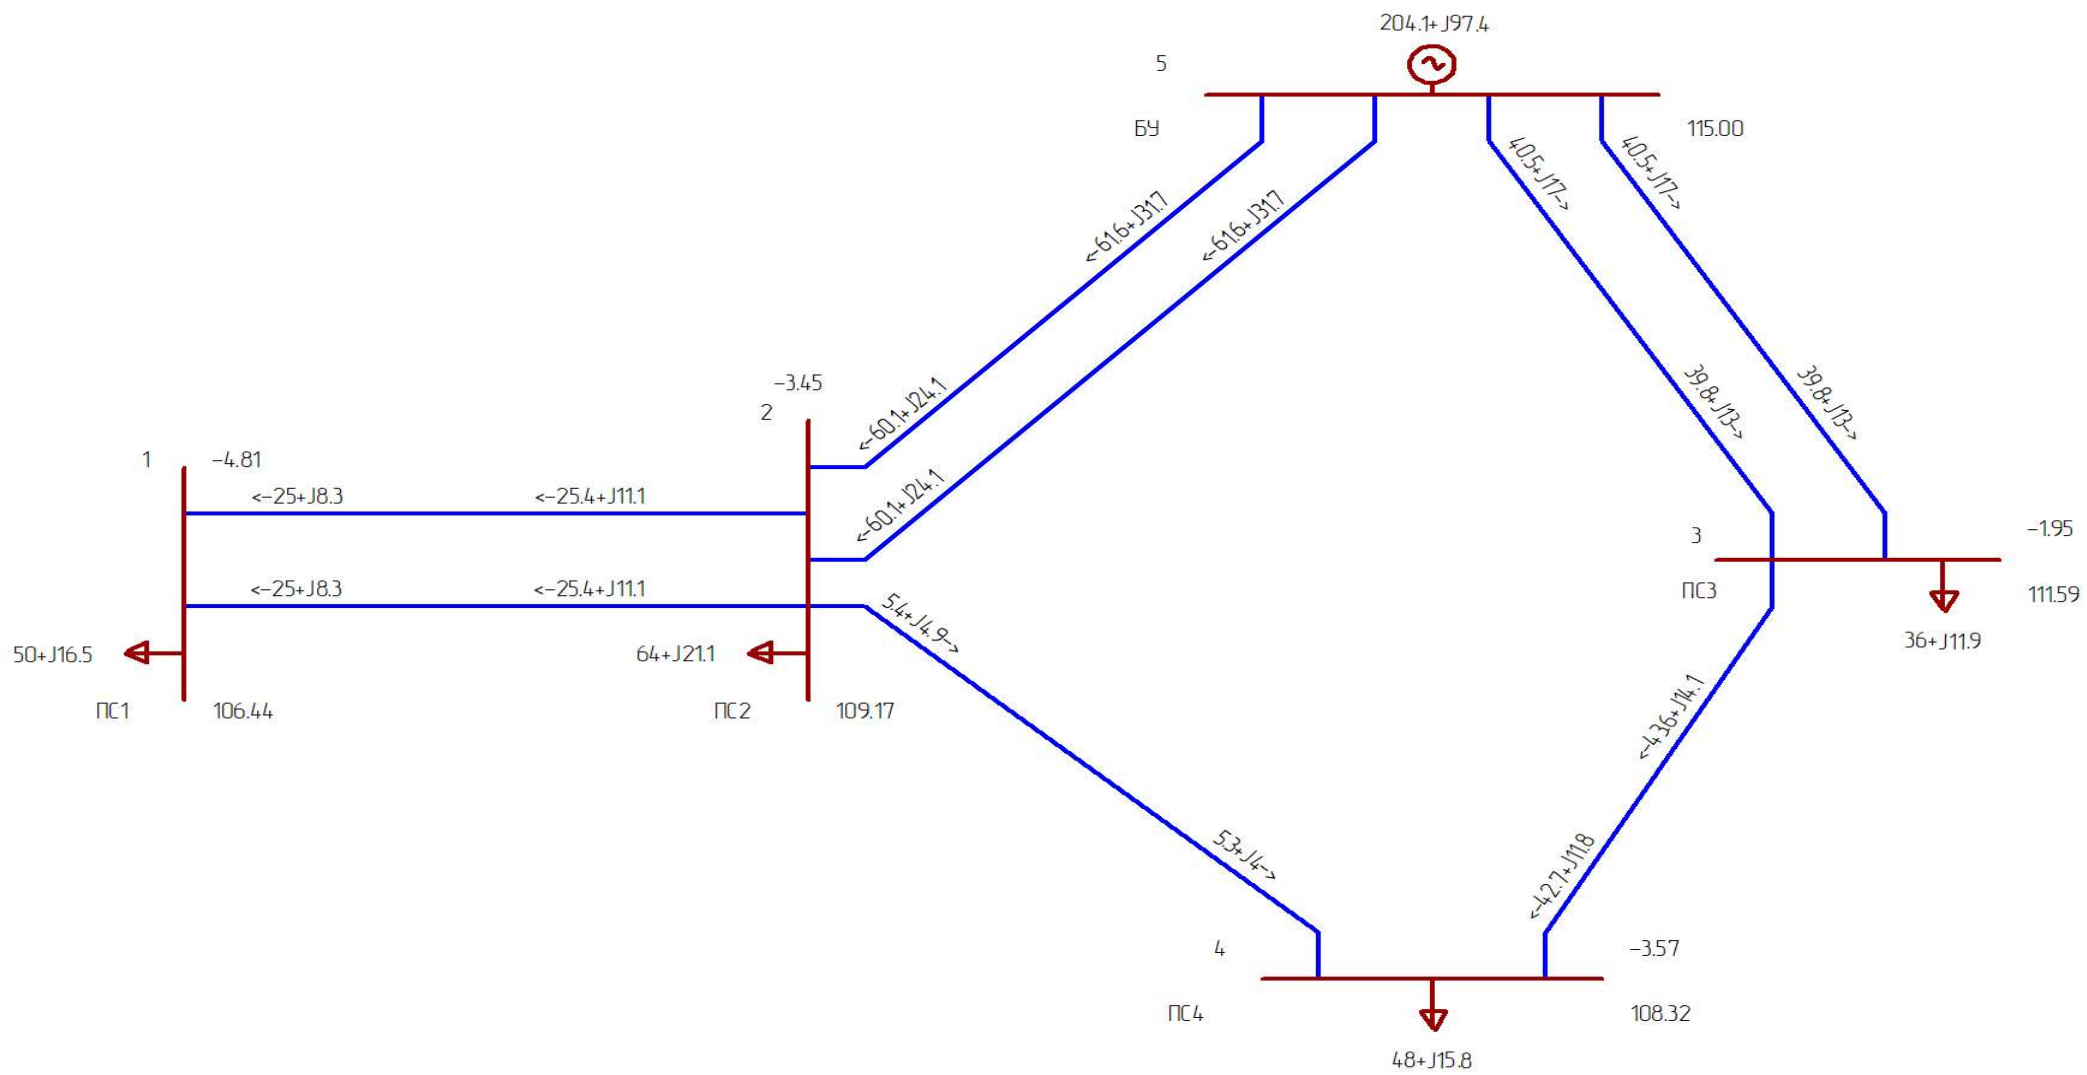 204.1+J97.4
5
БУ
115.00
40.5+J17->
40.5+J17->
<-61.6+J31.7
<-61.6+J31.7
39.8+J13->
39.8+J13->
<-60.1+J24.1
<-60.1+J24.1
-3.45
2
1
-4.81
<-25+J8.3
<-25.4+J11.1
<-25+J8.3
<-25.4+J11.1
50+J16.5
ПС1
106.44
64+J21.1
ПС2
109.17
5.4+J4.9->
5.3+J4->
3
-1.95
ПС3
111.59
36+J11.9
<-43.6+J14.1
<-42.7+J11.8
4
-3.57
ПС4
108.32
48+J15.8